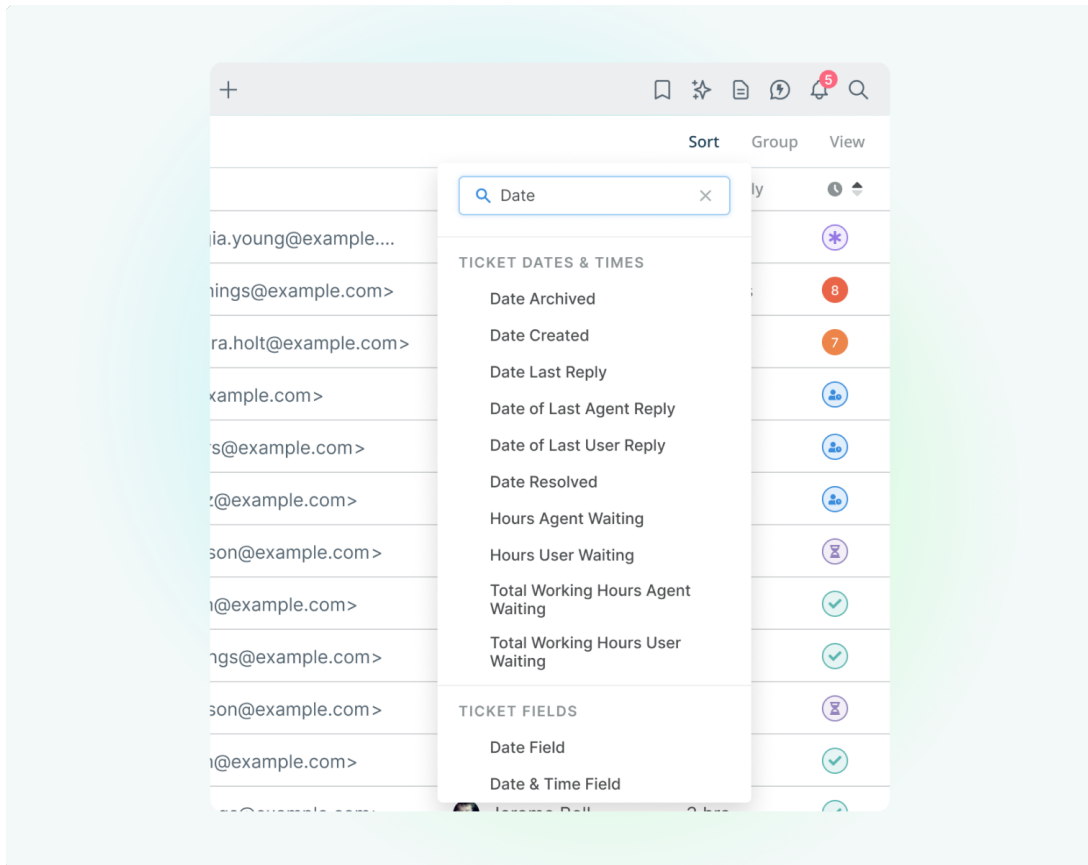 5
Sort Group View
Date
ly
gia.young@example....
TICKET DATES & TIMES
nings@example.com>
Date Archived
8
ra.holt@example.com>
Date Created
7
Date Last Reply
xample.com>
Date of Last Agent Reply
rs@example.com>
Date of Last User Reply
Date Resolved
z@example.com>
Hours Agent Waiting
son@example.com>
Hours User Waiting
Total Working Hours Agent
Waiting
n@example.com>
Total Working Hours User
Waiting
ngs@example.com>
TICKET FIELDS
son@example.com>
Date Field
n@example.com>
Date & Time Field